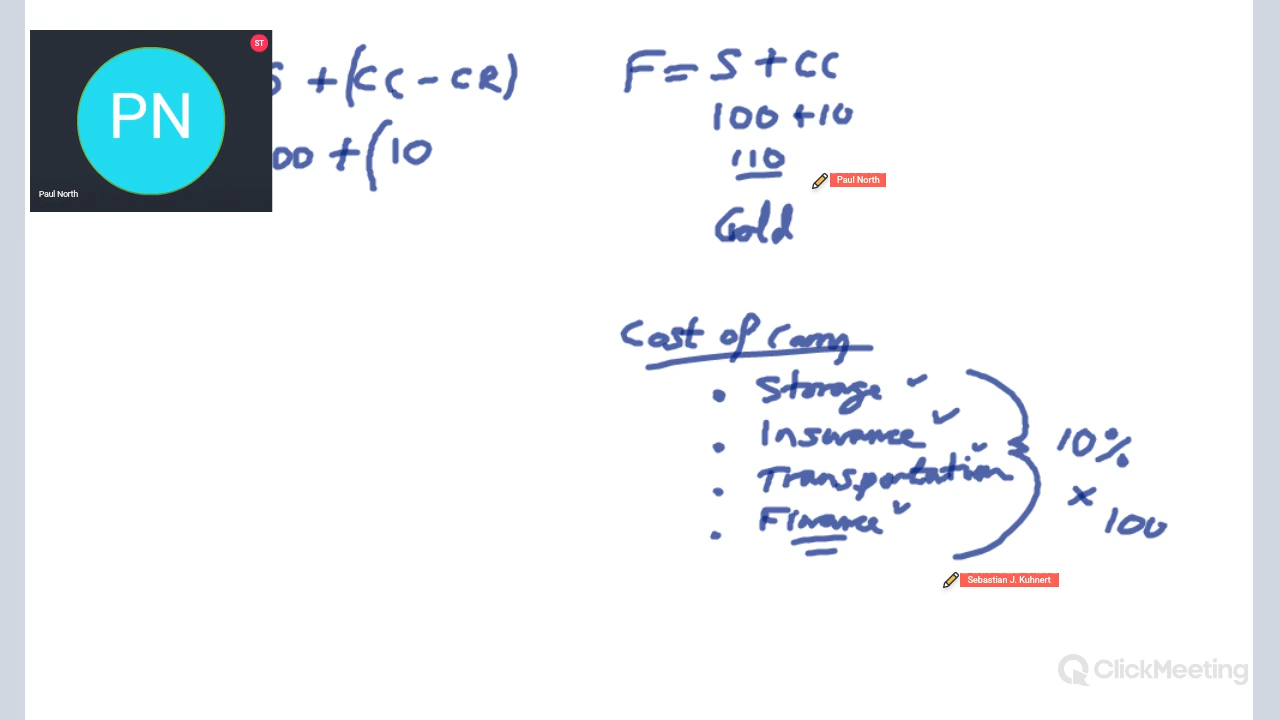 ST
PN
Paul North
S + (CC - CR)
00 + (10
F = S + CC
100 + 10
110
Paul North
Gold
Cost of Carry
• Storage ✓
• Insurance ✓
• Transportation ✓
• Finance ✓
10%
×
100
Sebastian J. Kuhnert
ClickMeeting